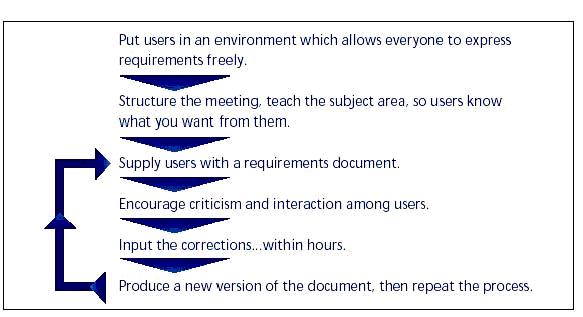 Put users in an environment which allows everyone to express
requirements freely.
Structure the meeting, teach the subject area, so users know
what you want from them.
Supply users with a requirements document.
Encourage criticism and interaction among users.
Input the corrections...within hours.
Produce a new version of the document, then repeat the process.